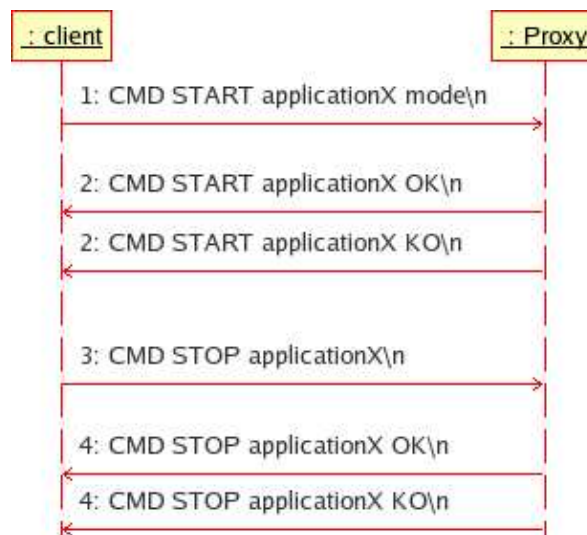 : client
: Proxy
1: CMD START applicationX mode\n
2: CMD START applicationX OK\n
2: CMD START applicationX KO\n
3: CMD STOP applicationX\n
4: CMD STOP applicationX OK\n
4: CMD STOP applicationX KO\n